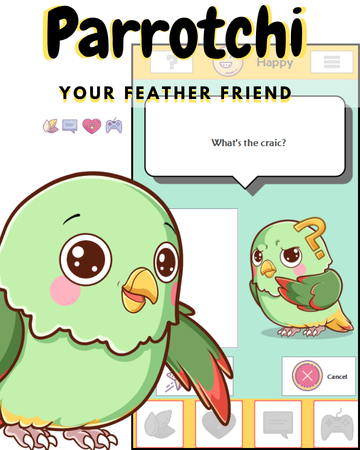 Parrotchi
YOUR FEATHER FRIEND
?
Happy
What's the craic?
?
Cancel